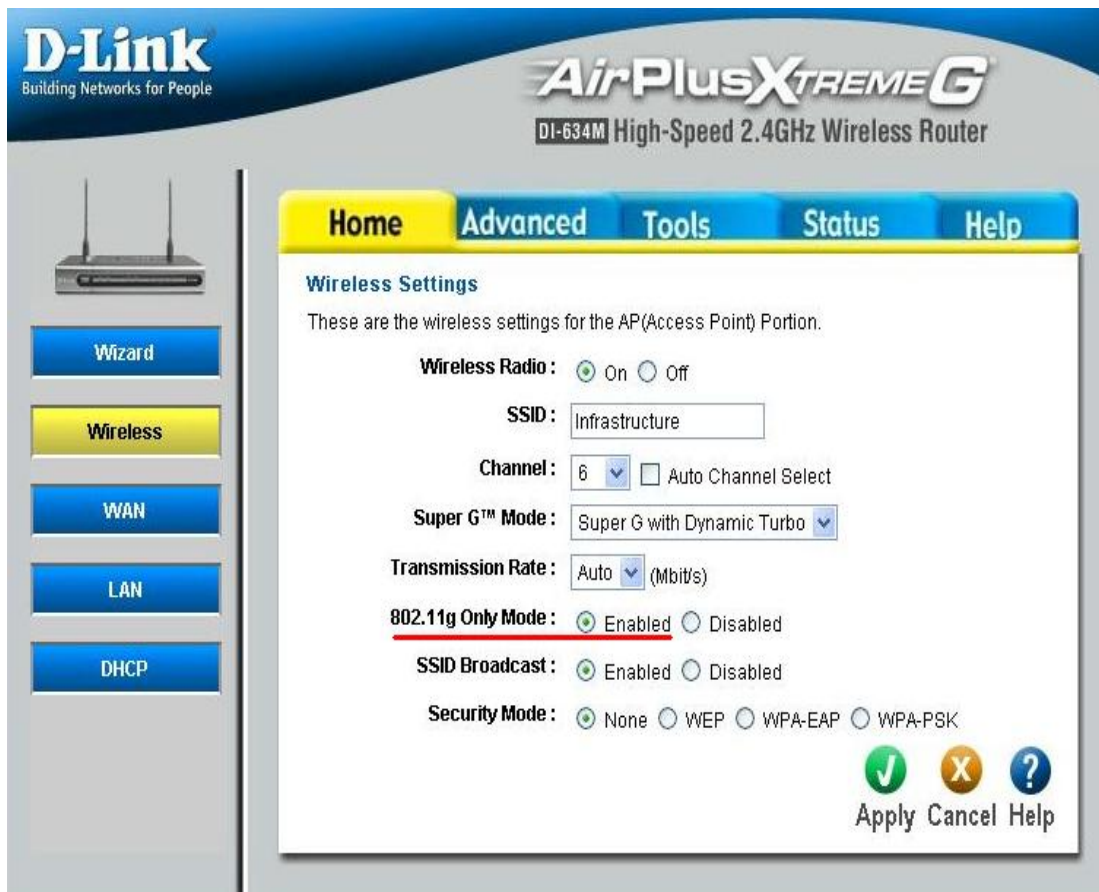 D-Link
Building Networks for People
AirPlusXTREMEG
DI-634M High-Speed 2.4GHz Wireless Router
Home Advanced Tools Status Help
Wizard
Wireless
WAN
LAN
DHCP
Wireless Settings
These are the wireless settings for the AP(Access Point) Portion.
Wireless Radio : On Off
SSID : Infrastructure
Channel : 6 Auto Channel Select
Super G™ Mode : Super G with Dynamic Turbo
Transmission Rate : Auto (Mbit/s)
802.11g Only Mode : Enabled Disabled
SSID Broadcast : Enabled Disabled
Security Mode : None WEP WPA-EAP WPA-PSK
Apply Cancel Help